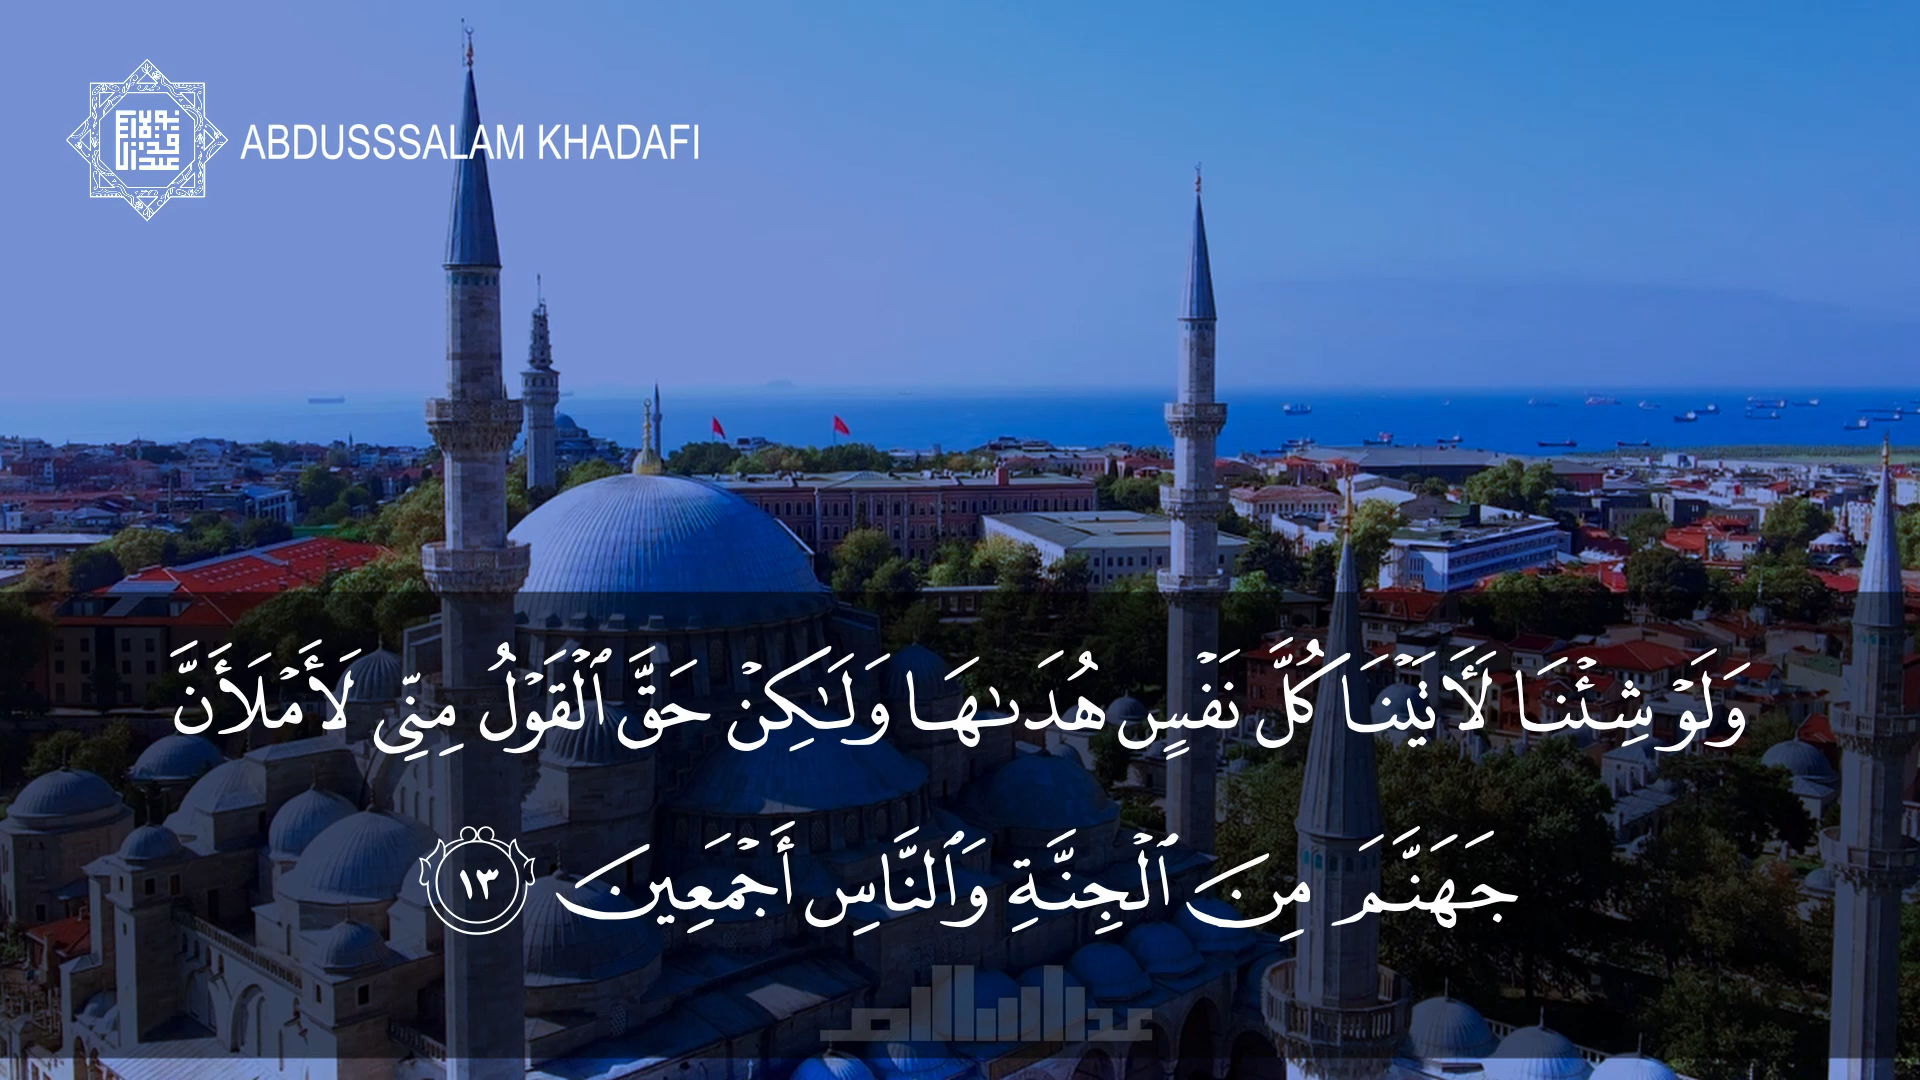 ABDUSSSALAM KHADAFI
وَلَوْ شِئْنَا لَأَتَيْنَا كُلَّ نَفْسٍ هُدَىٰهَا وَلَٰكِنْ حَقَّ ٱلْقَوْلُ مِنِّى لَأَمْلَأَنَّ
جَهَنَّمَ مِنَ ٱلْجِنَّةِ وَٱلنَّاسِ أَجْمَعِينَ ١٣